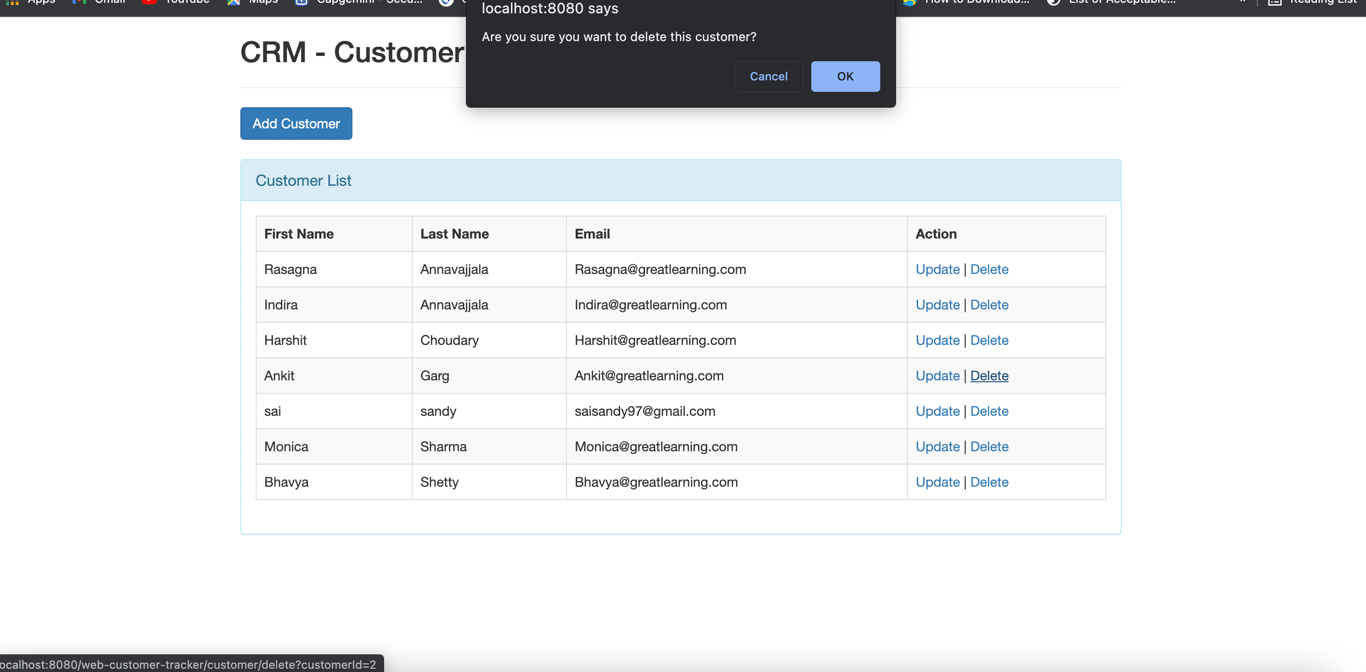 Apps Gmail YouTube Maps How to Download... List of Acceptable... » Reading List
localhost:8080 says
Are you sure you want to delete this customer?
Cancel OK
CRM - Customer
Add Customer
Customer List
First Name Last Name Email Action
Rasagna Annavajjala Rasagna@greatlearning.com Update | Delete
Indira Annavajjala Indira@greatlearning.com Update | Delete
Harshit Choudary Harshit@greatlearning.com Update | Delete
Ankit Garg Ankit@greatlearning.com Update | Delete
sai sandy saisandy97@gmail.com Update | Delete
Monica Sharma Monica@greatlearning.com Update | Delete
Bhavya Shetty Bhavya@greatlearning.com Update | Delete
ocalhost:8080/web-customer-tracker/customer/delete?customerId=2